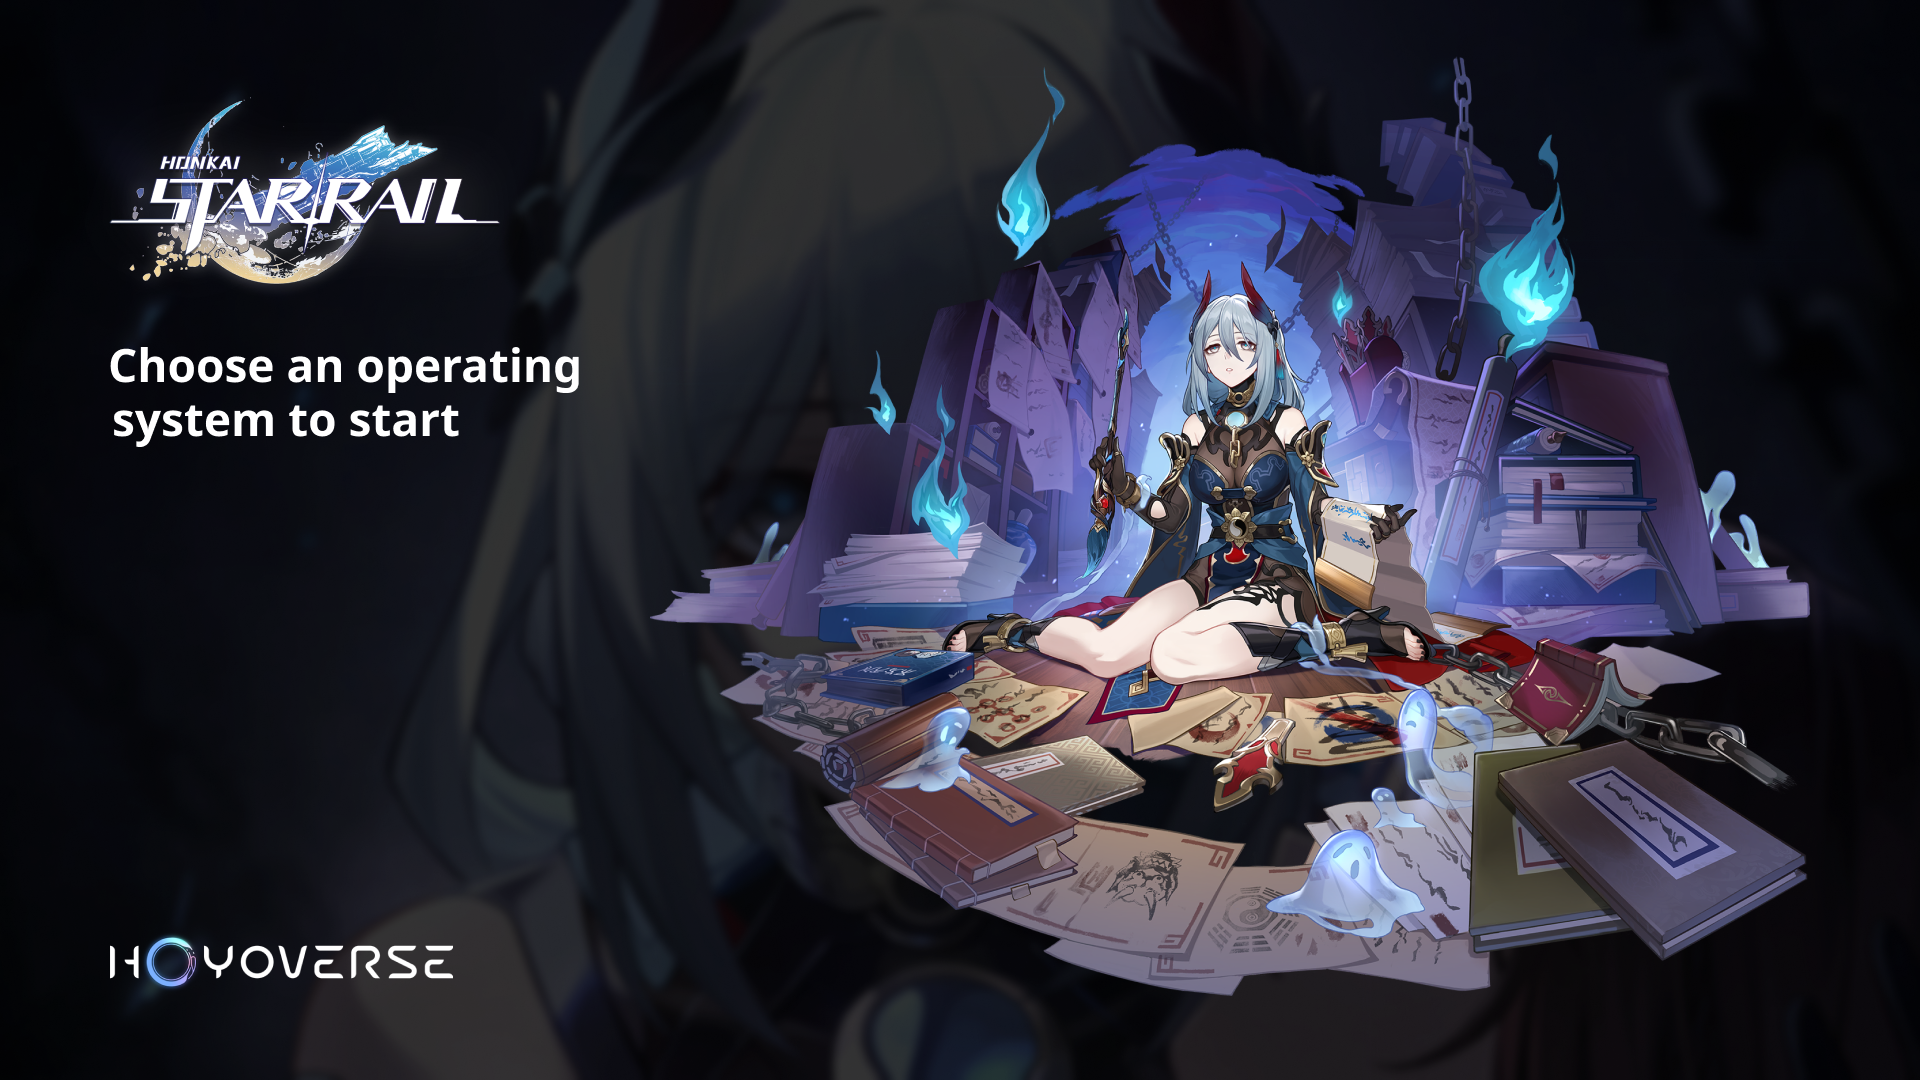 HONKAI
STAR RAIL
Choose an operating
system to start
HOYOVERSE